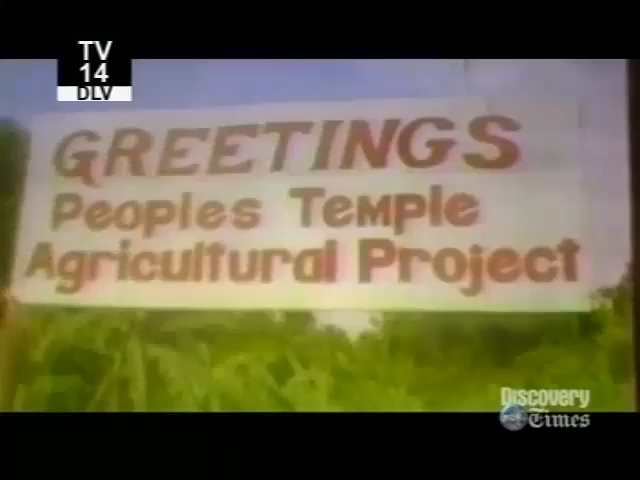 TV
14
DLV
GREETINGS
Peoples Temple
Agricultural Project
Discovery
Times